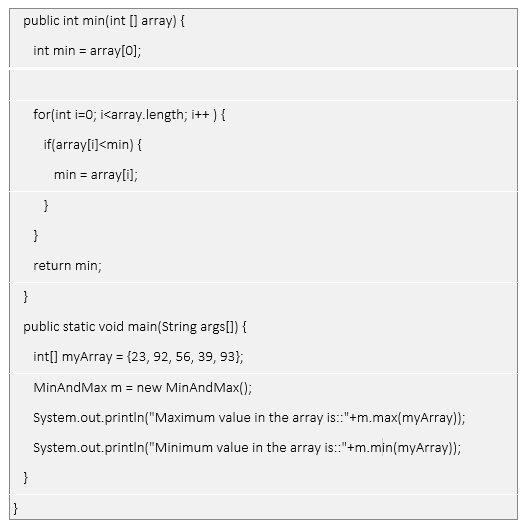 public int min(int [] array) {
int min = array[0];
for(int i=0; i<array.length; i++ ) {
if(array[i]<min) {
min = array[i];
}
}
return min;
}
public static void main(String args[]) {
int[] myArray = {23, 92, 56, 39, 93};
MinAndMax m = new MinAndMax();
System.out.println("Maximum value in the array is::"+m.max(myArray));
System.out.println("Minimum value in the array is::"+m.min(myArray));
}
}